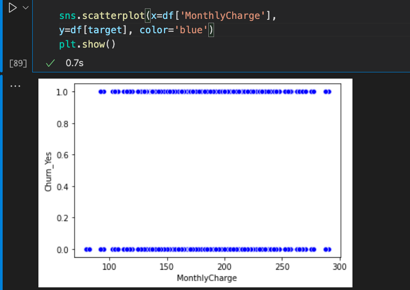 sns.scatterplot(x=df['MonthlyCharge'],
y=df[target], color='blue')
plt.show()
[89]
0.7s
...
1.0
0.8
0.6
0.4
0.2
0.0
Churn_Yes
100
150
200
250
300
MonthlyCharge